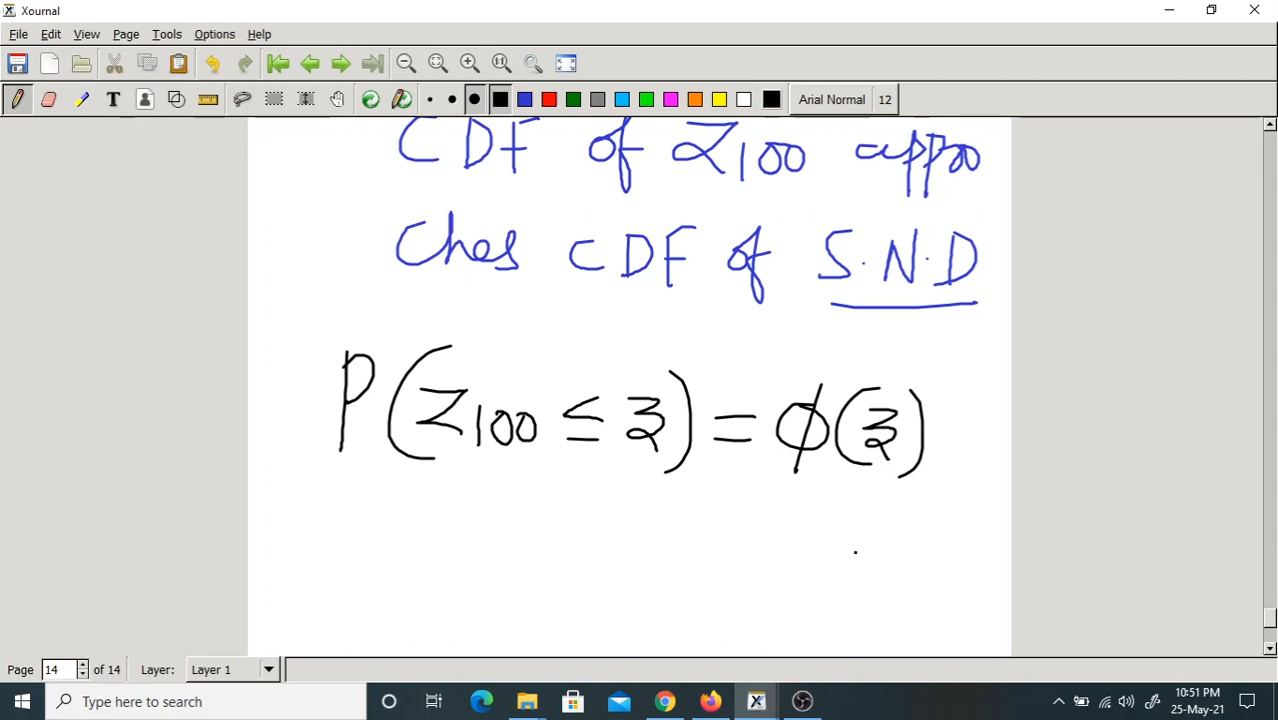 Xournal
File Edit View Page Tools Options Help
Arial Normal 12
CDF of Z100 approa
ches CDF of S.N.D
P(Z100 ≤ z) = ϕ(z)
Page 14 of 14 Layer: Layer 1
Type here to search
10:51 PM
25-May-21